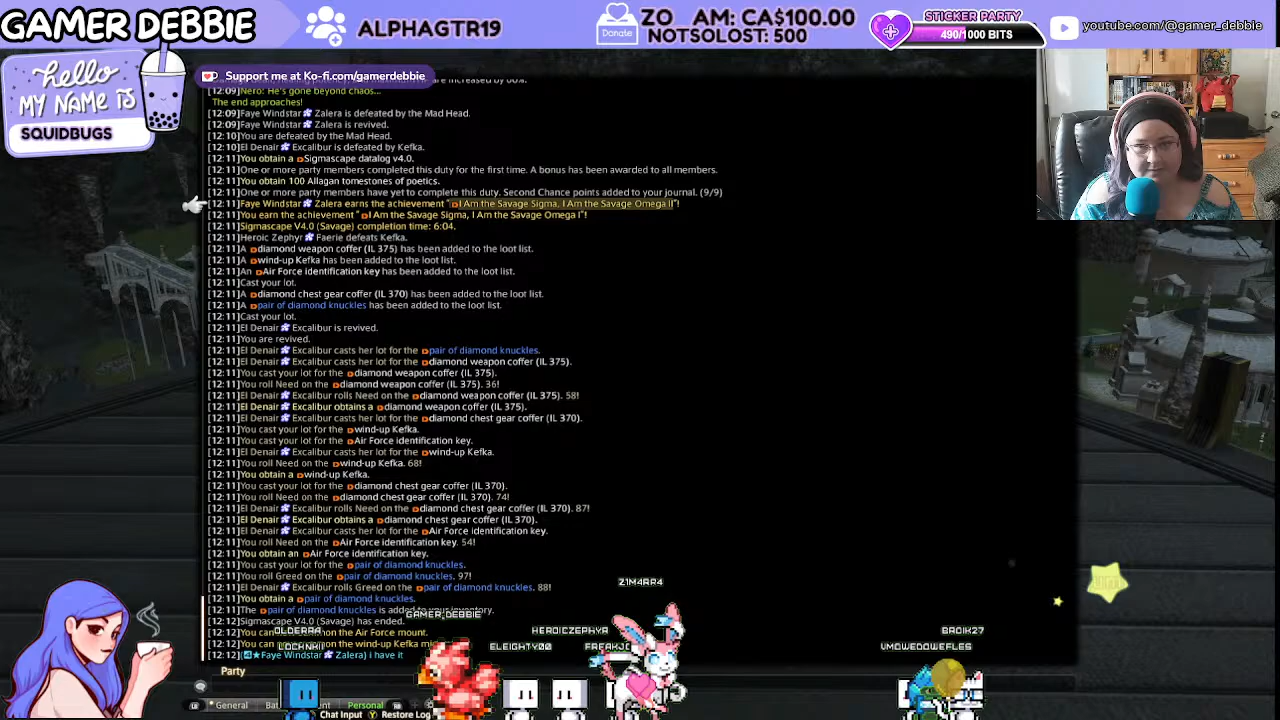 GAMER DEBBIE
ALPHAGTR19
Donate
ZO AM: CA$100.00
NOTSOLOST: 500
STICKER PARTY
490/1000 BITS
youtube.com/@gamer_debbie
hello
MY NAME IS
SQUIDBUGS
Support me at Ko-fi.com/gamerdebbie
[12:09]Nero: He's gone beyond chaos...
The end approaches!
[12:09]Faye Windstar Zalera is defeated by the Mad Head.
[12:09]Faye Windstar Zalera is revived.
[12:10]You are defeated by the Mad Head.
[12:10]El Denair Excalibur is defeated by Kefka.
[12:11]You obtain a Sigmascape datalog v4.0.
[12:11]One or more party members completed this duty for the first time. A bonus has been awarded to all members.
[12:11]You obtain 100 Allagan tomestones of poetics.
[12:11]One or more party members have yet to complete this duty. Second Chance points added to your journal. (9/9)
[12:11]Faye Windstar Zalera earns the achievement "I Am the Savage Sigma, I Am the Savage Omega II"!
[12:11]You earn the achievement "I Am the Savage Sigma, I Am the Savage Omega I"!
[12:11]Sigmascape V4.0 (Savage) completion time: 6:04.
[12:11]Heroic Zephyr Faerie defeats Kefka.
[12:11]A diamond weapon coffer (IL 375) has been added to the loot list.
[12:11]A wind-up Kefka has been added to the loot list.
[12:11]An Air Force identification key has been added to the loot list.
[12:11]Cast your lot.
[12:11]A diamond chest gear coffer (IL 370) has been added to the loot list.
[12:11]A pair of diamond knuckles has been added to the loot list.
[12:11]Cast your lot.
[12:11]El Denair Excalibur is revived.
[12:11]You are revived.
[12:11]El Denair Excalibur casts her lot for the pair of diamond knuckles.
[12:11]El Denair Excalibur casts her lot for the diamond weapon coffer (IL 375).
[12:11]You cast your lot for the diamond weapon coffer (IL 375).
[12:11]You roll Need on the diamond weapon coffer (IL 375). 36!
[12:11]El Denair Excalibur rolls Need on the diamond weapon coffer (IL 375). 58!
[12:11]El Denair Excalibur obtains a diamond weapon coffer (IL 375).
[12:11]El Denair Excalibur casts her lot for the diamond chest gear coffer (IL 370).
[12:11]You cast your lot for the wind-up Kefka.
[12:11]You cast your lot for the Air Force identification key.
[12:11]El Denair Excalibur casts her lot for the wind-up Kefka.
[12:11]You roll Need on the wind-up Kefka. 68!
[12:11]You obtain a wind-up Kefka.
[12:11]You cast your lot for the diamond chest gear coffer (IL 370).
[12:11]You roll Need on the diamond chest gear coffer (IL 370). 74!
[12:11]El Denair Excalibur rolls Need on the diamond chest gear coffer (IL 370). 87!
[12:11]El Denair Excalibur obtains a diamond chest gear coffer (IL 370).
[12:11]El Denair Excalibur casts her lot for the Air Force identification key.
[12:11]You roll Need on the Air Force identification key. 54!
[12:11]You obtain an Air Force identification key.
[12:11]You cast your lot for the pair of diamond knuckles.
[12:11]You roll Greed on the pair of diamond knuckles. 97!
[12:11]El Denair Excalibur rolls Greed on the pair of diamond knuckles. 88!
[12:11]You obtain a pair of diamond knuckles.
[12:11]The pair of diamond knuckles is added to your inventory.
[12:12]Sigmascape V4.0 (Savage) has ended.
[12:12]You can on the Air Force mount.
[12:12]You can on the wind-up Kefka
[12:12](Faye Windstar Zalera) i have it
Z1M4RR4
GAMER_DEBBIE
HEROICZEPHYR
BROIK27
ELEIGHTY00
VMOWEDOWEFLES
Party
General
Personal
Chat Input
Restore Log